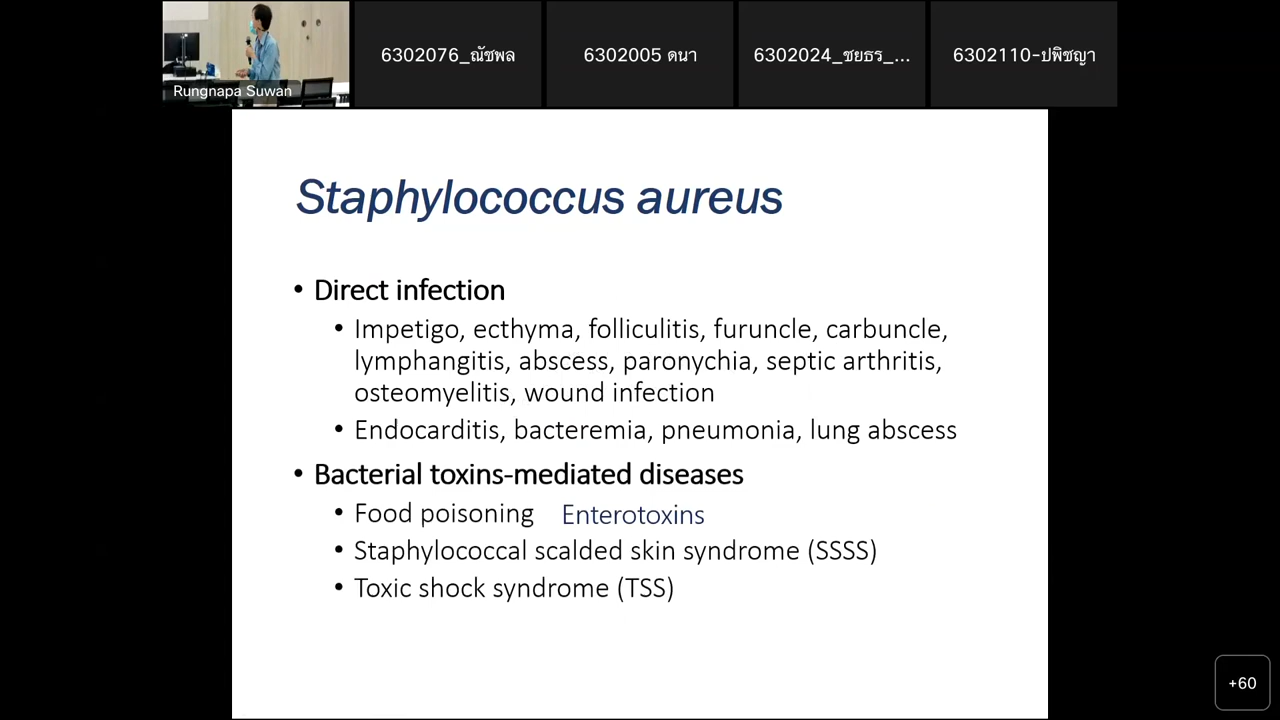 Rungnapa Suwan
6302076_ณัชพล
6302005 ดนา
6302024_ชยธร_...
6302110-ปพิชญา
Staphylococcus aureus
• Direct infection
• Impetigo, ecthyma, folliculitis, furuncle, carbuncle,
lymphangitis, abscess, paronychia, septic arthritis,
osteomyelitis, wound infection
• Endocarditis, bacteremia, pneumonia, lung abscess
• Bacterial toxins-mediated diseases
• Food poisoning Enterotoxins
• Staphylococcal scalded skin syndrome (SSSS)
• Toxic shock syndrome (TSS)
+60